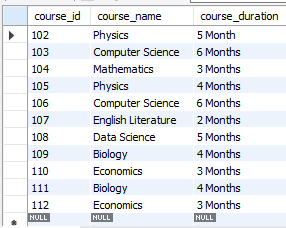 course_id course_name course_duration
102 Physics 5 Month
103 Computer Science 6 Months
104 Mathematics 3 Months
105 Physics 4 Months
106 Computer Science 6 Months
107 English Literature 2 Months
108 Data Science 5 Months
109 Biology 4 Months
110 Economics 3 Months
111 Biology 4 Months
112 Economics 3 Months
NULL NULL NULL